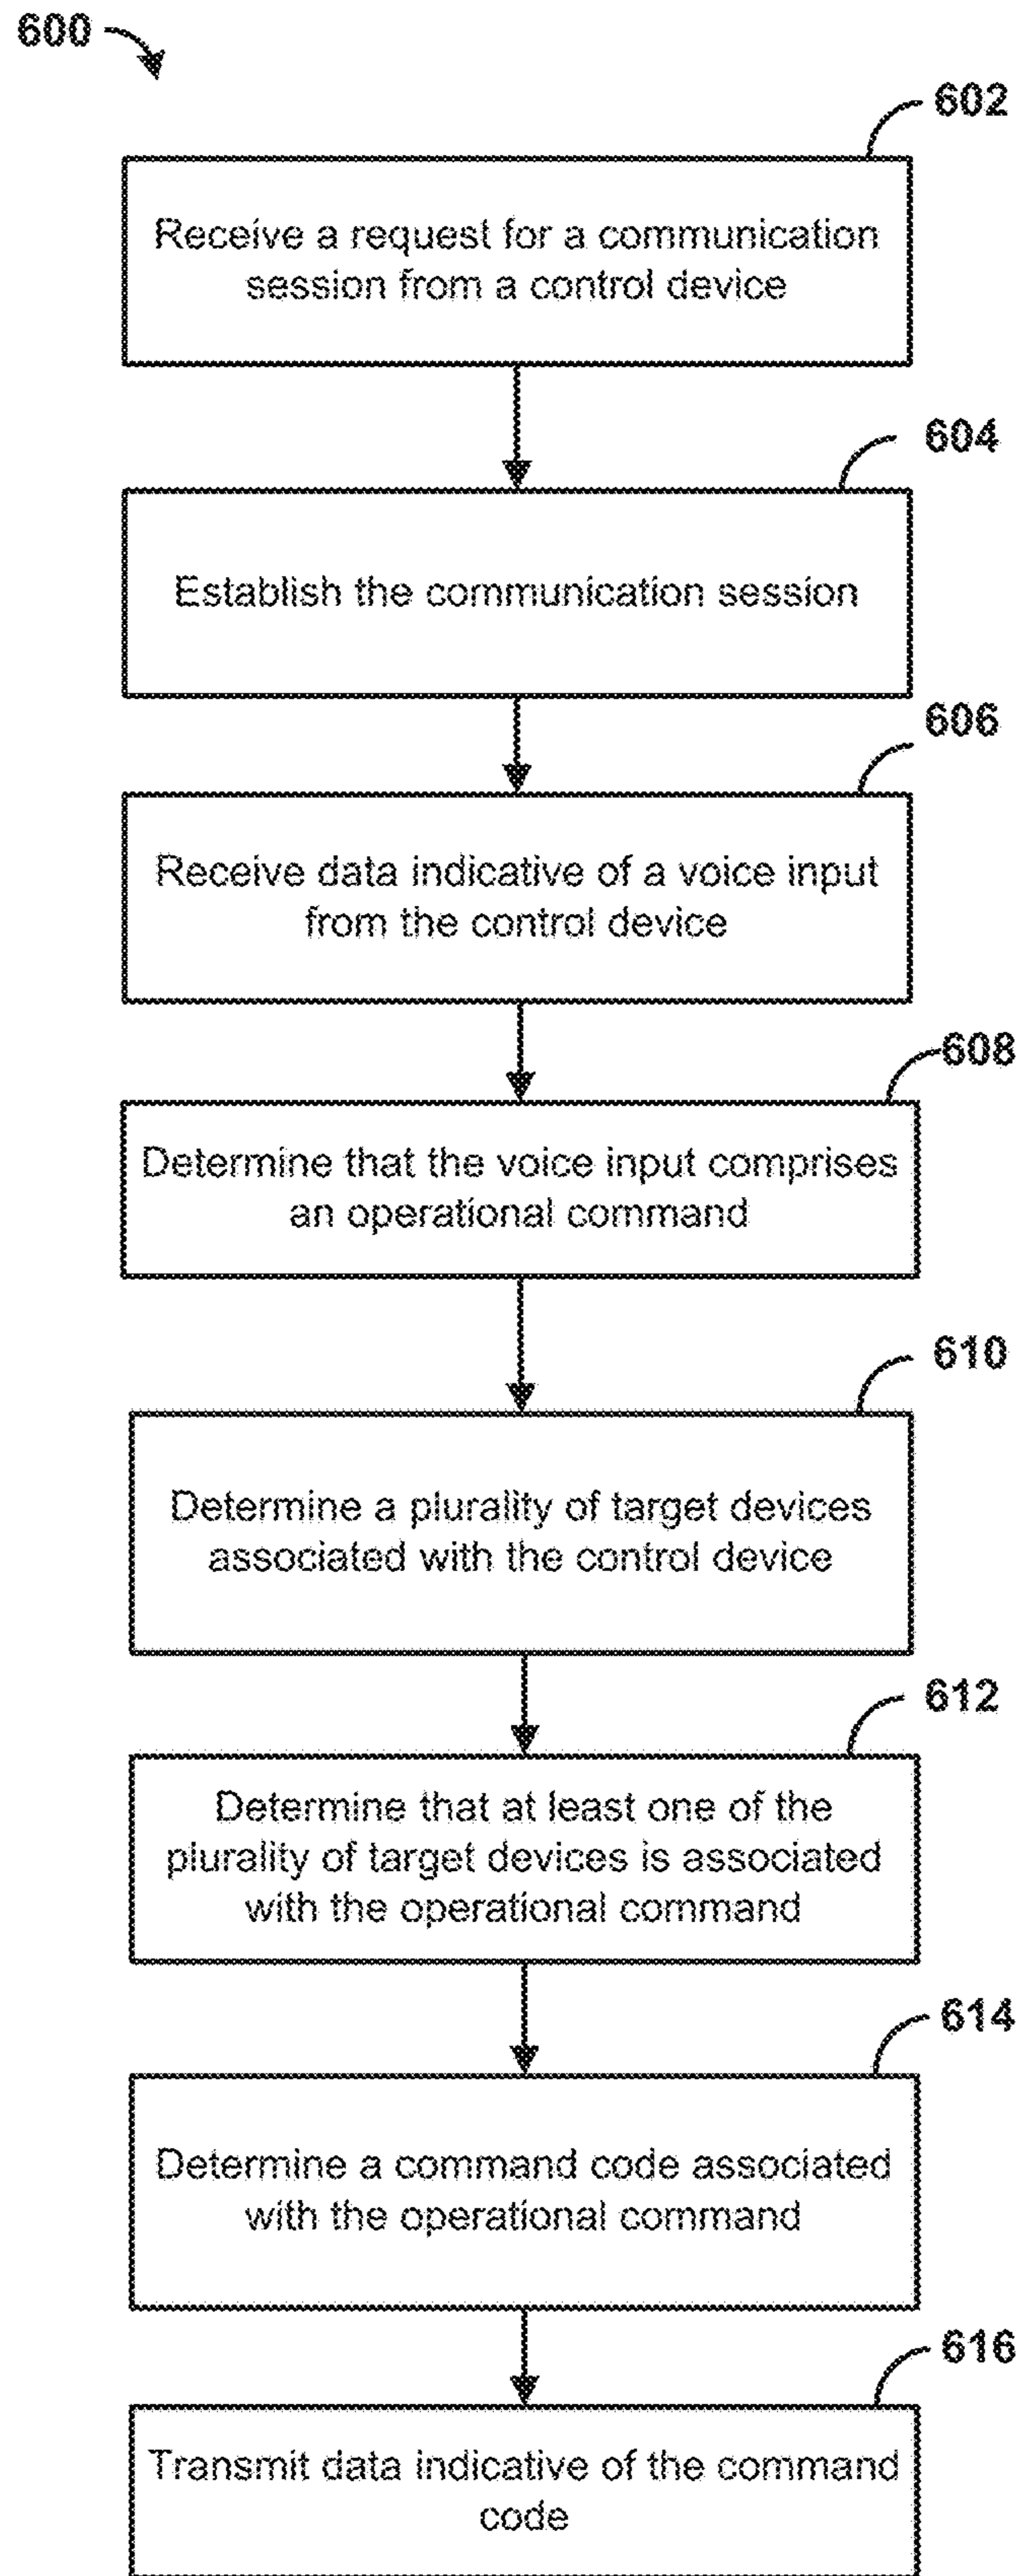 600
602
Receive a request for a communication
session from a control device
604
Establish the communication session
606
Receive data indicative of a voice input
from the control device
608
Determine that the voice input comprises
an operational command
610
Determine a plurality of target devices
associated with the control device
612
Determine that at least one of the
plurality of target devices is associated
with the operational command
614
Determine a command code associated
with the operational command
616
Transmit data indicative of the command
code